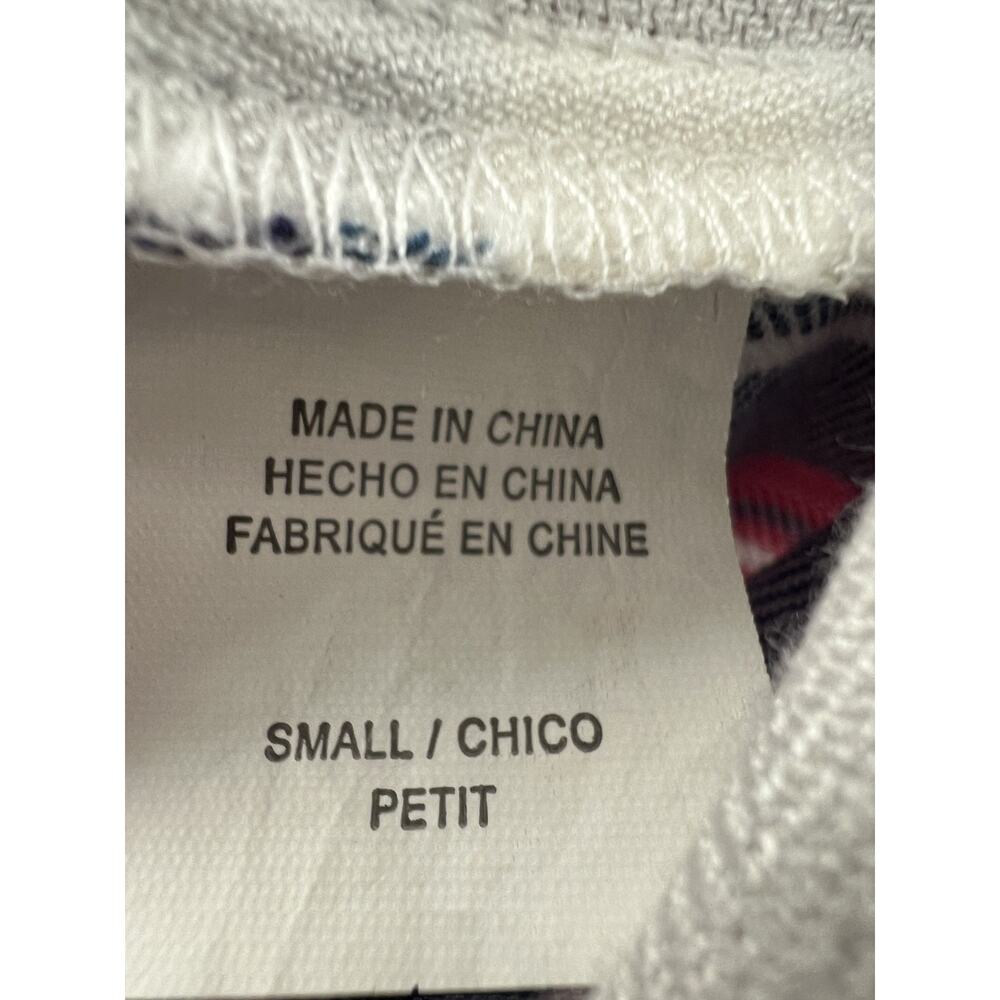 MADE IN CHINA
HECHO EN CHINA
FABRIQUÉ EN CHINE
SMALL / CHICO
PETIT